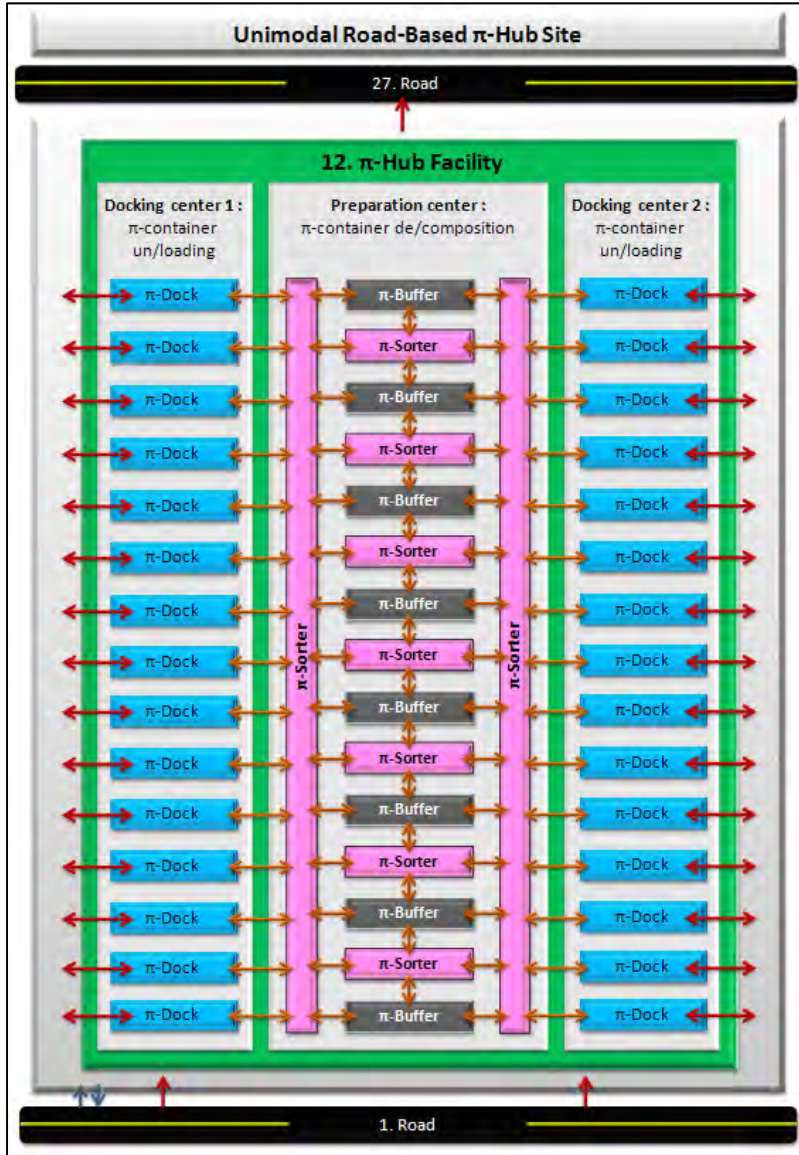 Unimodal Road-Based π-Hub Site
27. Road
12. π-Hub Facility
Docking center 1 :
π-container
un/loading
Preparation center :
π-container de/composition
Docking center 2 :
π-container
un/loading
π-Dock
π-Buffer
π-Dock
π-Dock
π-Sorter
π-Dock
π-Dock
π-Buffer
π-Dock
π-Dock
π-Sorter
π-Dock
π-Dock
π-Buffer
π-Dock
π-Dock
π-Sorter
π-Dock
π-Dock
π-Buffer
π-Dock
π-Dock
π-Sorter
π-Dock
π-Sorter
π-Sorter
π-Dock
π-Buffer
π-Dock
π-Dock
π-Sorter
π-Dock
π-Dock
π-Buffer
π-Dock
π-Dock
π-Sorter
π-Dock
π-Dock
π-Buffer
π-Dock
π-Dock
π-Sorter
π-Dock
π-Dock
π-Buffer
π-Dock
1. Road